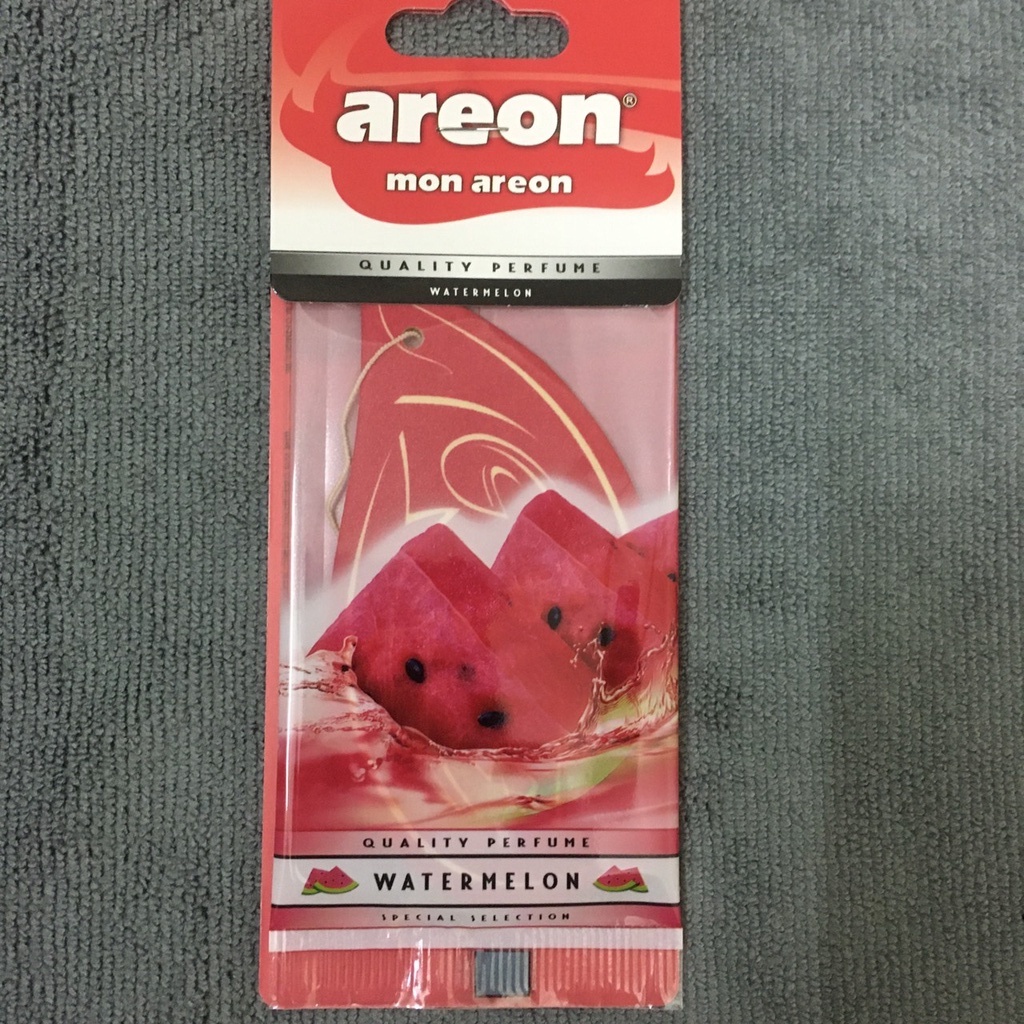 areon®
mon areon
QUALITY PERFUME
WATERMELON
QUALITY PERFUME
WATERMELON
SPECIAL SELECTION